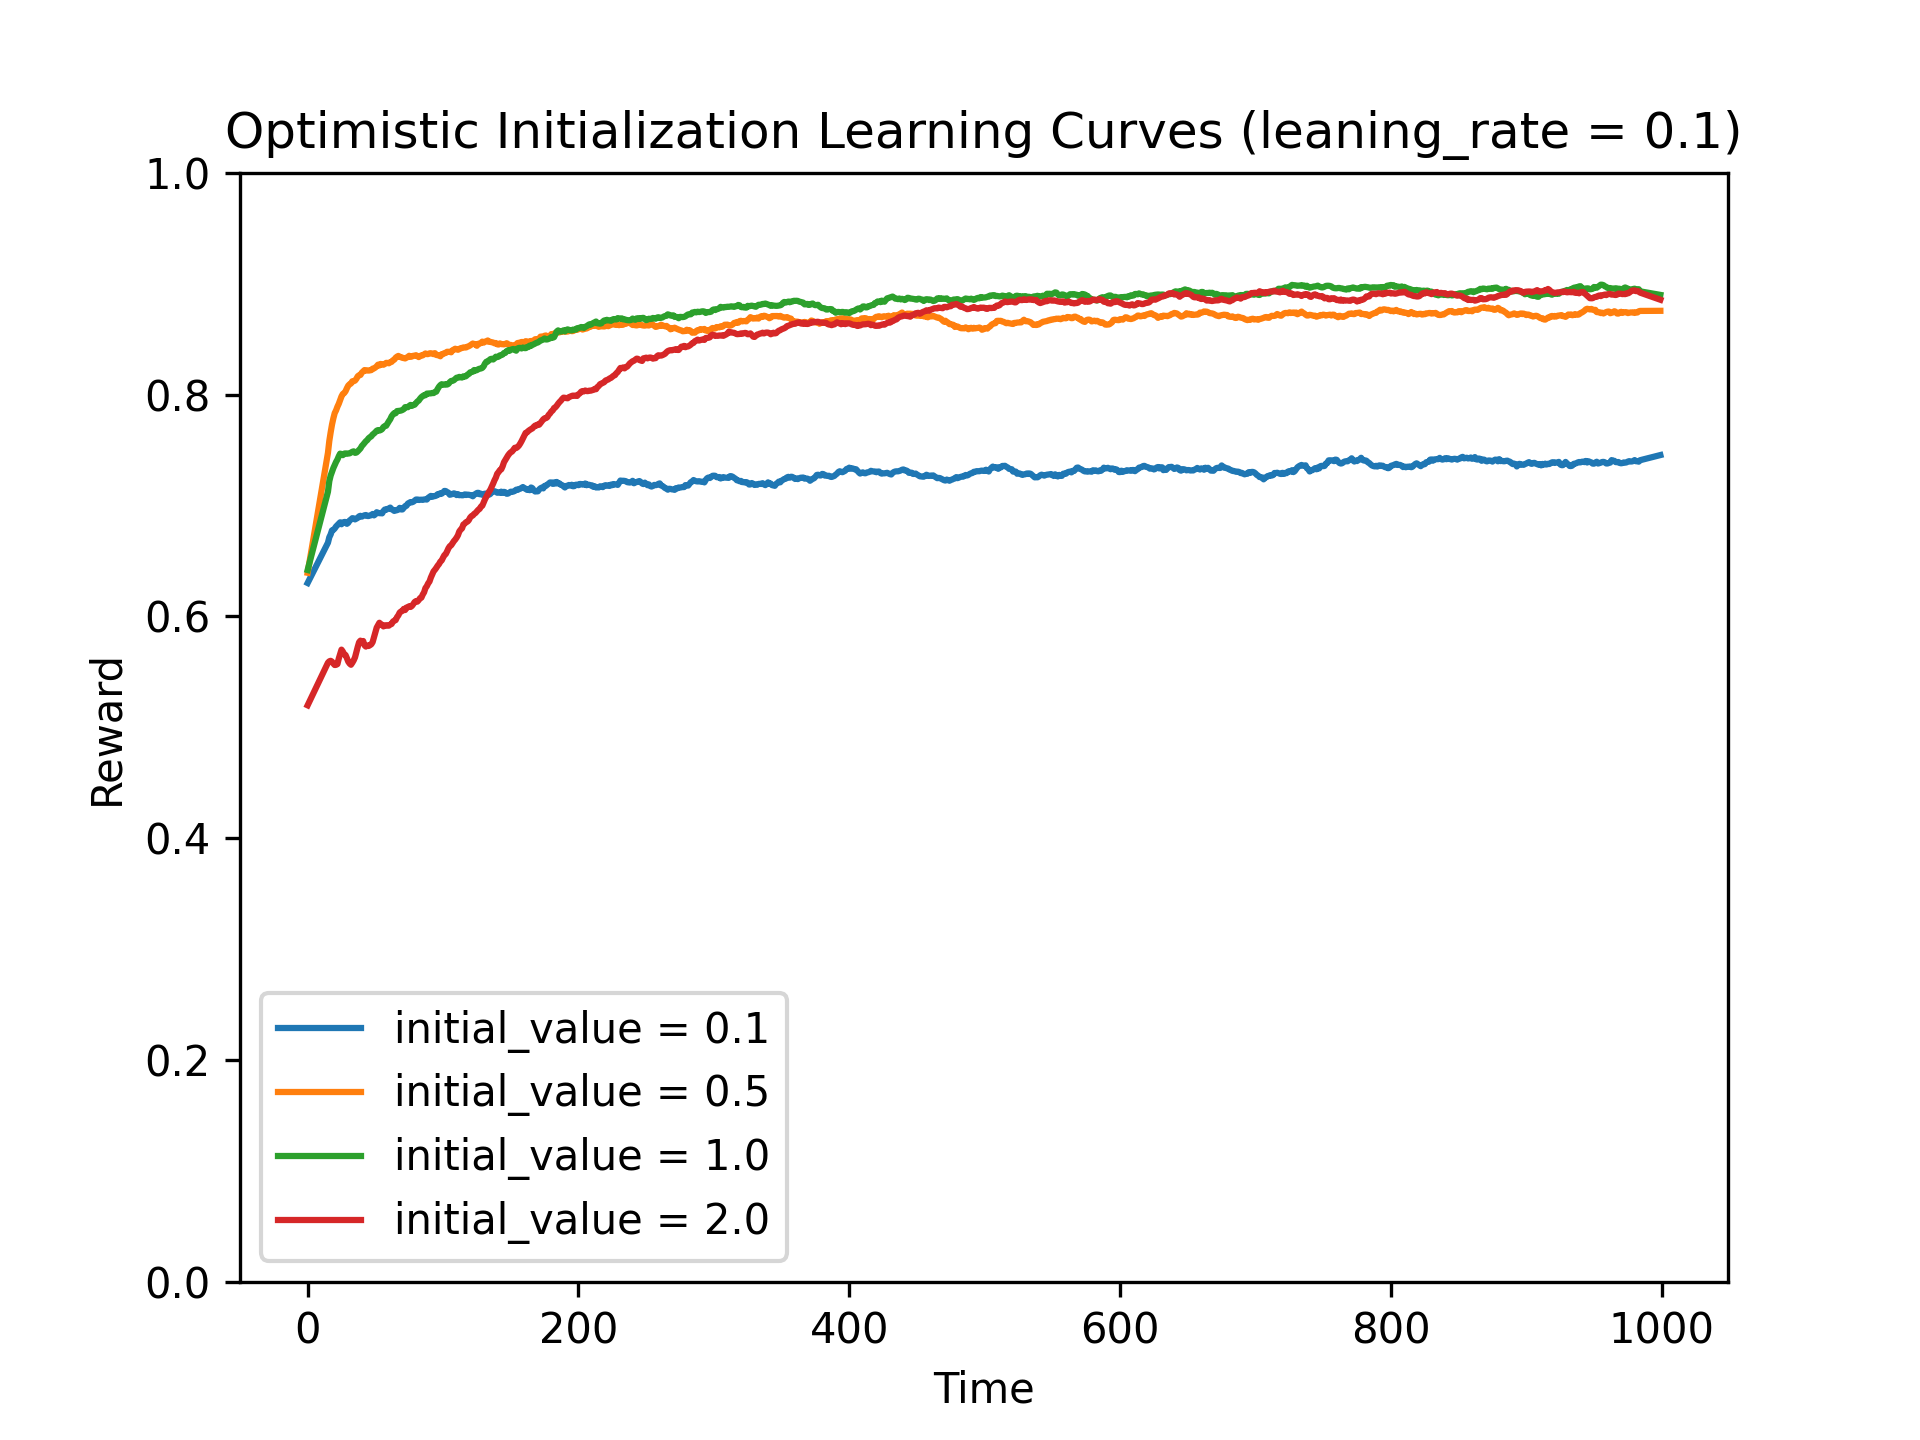 Optimistic Initialization Learning Curves (leaning_rate = 0.1)
1.0
0.8
0.6
0.4
0.2
0.0
Reward
initial_value = 0.1
initial_value = 0.5
initial_value = 1.0
initial_value = 2.0
0 200 400 600 800 1000
Time